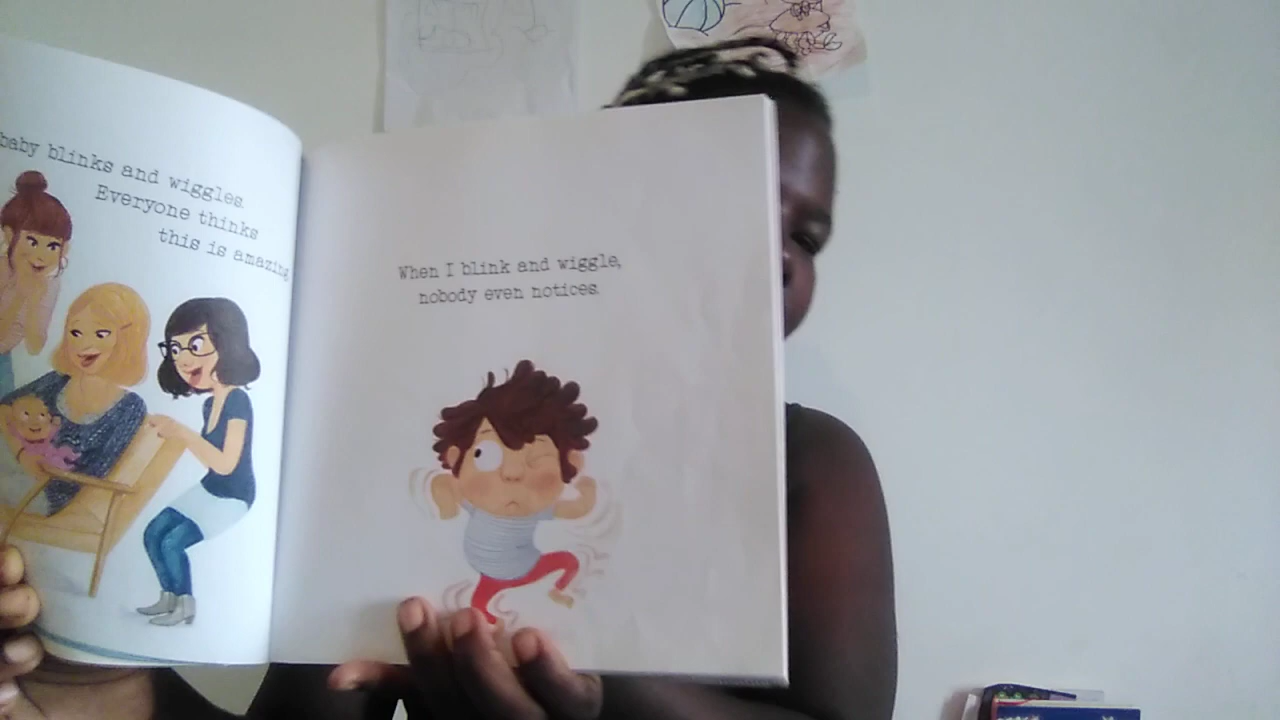 baby blinks and wiggles.
Everyone thinks
this is amazing
When I blink and wiggle,
nobody even notices.